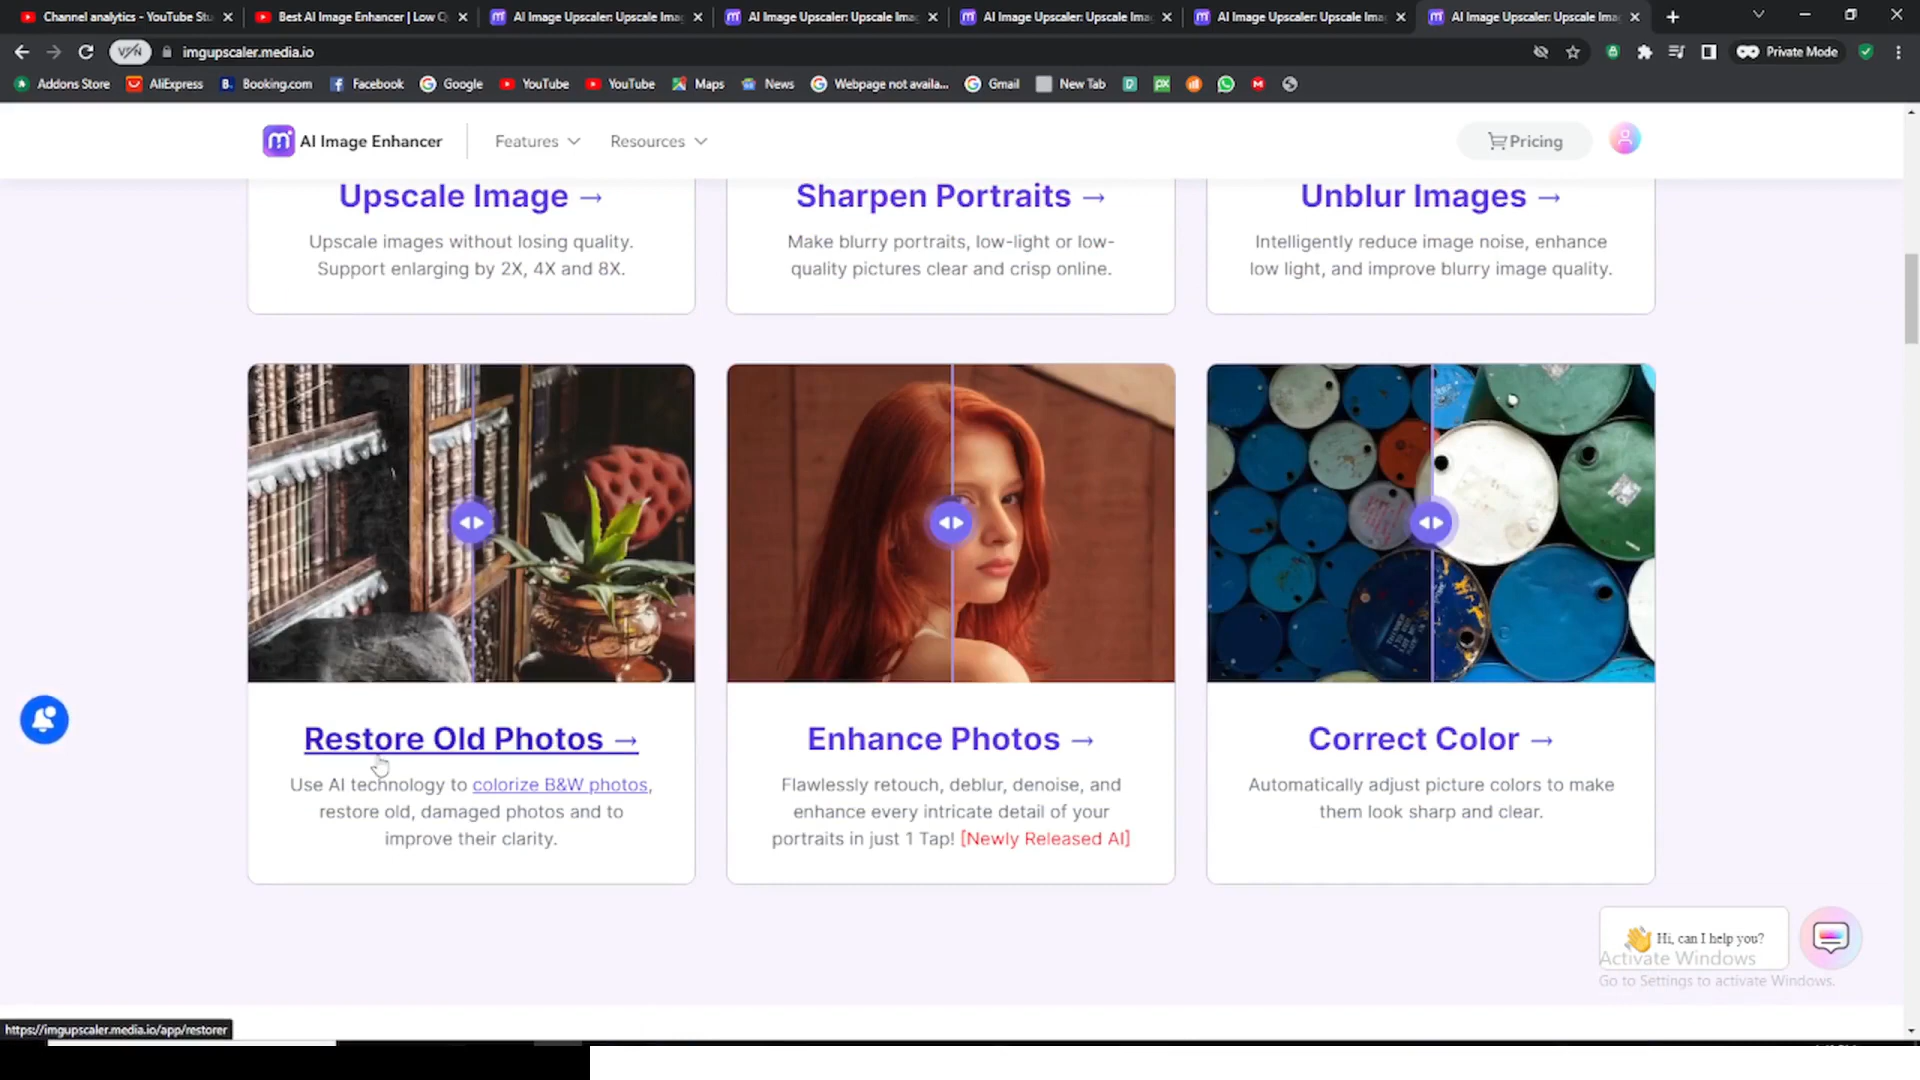 Channel analytics - YouTube Stu
Best AI Image Enhancer | Low Q
AI Image Upscaler: Upscale Ima
AI Image Upscaler: Upscale Ima
AI Image Upscaler: Upscale Ima
AI Image Upscaler: Upscale Ima
AI Image Upscaler: Upscale Ima
VPN
imgupscaler.media.io
Private Mode
Addons Store
AliExpress
Booking.com
Facebook
Google
YouTube
YouTube
Maps
News
Webpage not availa...
Gmail
New Tab
AI Image Enhancer
Features
Resources
Pricing
Upscale Image →
Upscale images without losing quality.
Support enlarging by 2X, 4X and 8X.
Sharpen Portraits →
Make blurry portraits, low-light or low-
quality pictures clear and crisp online.
Unblur Images →
Intelligently reduce image noise, enhance
low light, and improve blurry image quality.
Restore Old Photos →
Use AI technology to colorize B&W photos,
restore old, damaged photos and to
improve their clarity.
Enhance Photos →
Flawlessly retouch, deblur, denoise, and
enhance every intricate detail of your
portraits in just 1 Tap! [Newly Released AI]
Correct Color →
Automatically adjust picture colors to make
them look sharp and clear.
Hi, can I help you?
Activate Windows
Go to Settings to activate Windows.
https://imgupscaler.media.io/app/restorer